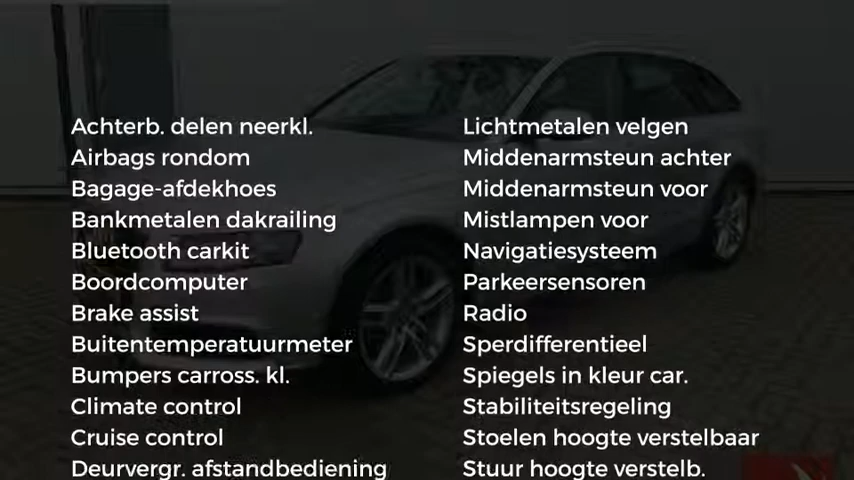 Achterb. delen neerkl.
Airbags rondom
Bagage-afdekhoes
Bankmetalen dakrailing
Bluetooth carkit
Boordcomputer
Brake assist
Buitentemperatuurmeter
Bumpers carross. kl.
Climate control
Cruise control
Deurvergr. afstandbediening
Lichtmetalen velgen
Middenarmsteun achter
Middenarmsteun voor
Mistlampen voor
Navigatiesysteem
Parkeersensoren
Radio
Sperdifferentieel
Spiegels in kleur car.
Stabiliteitsregeling
Stoelen hoogte verstelbaar
Stuur hoogte verstelb.